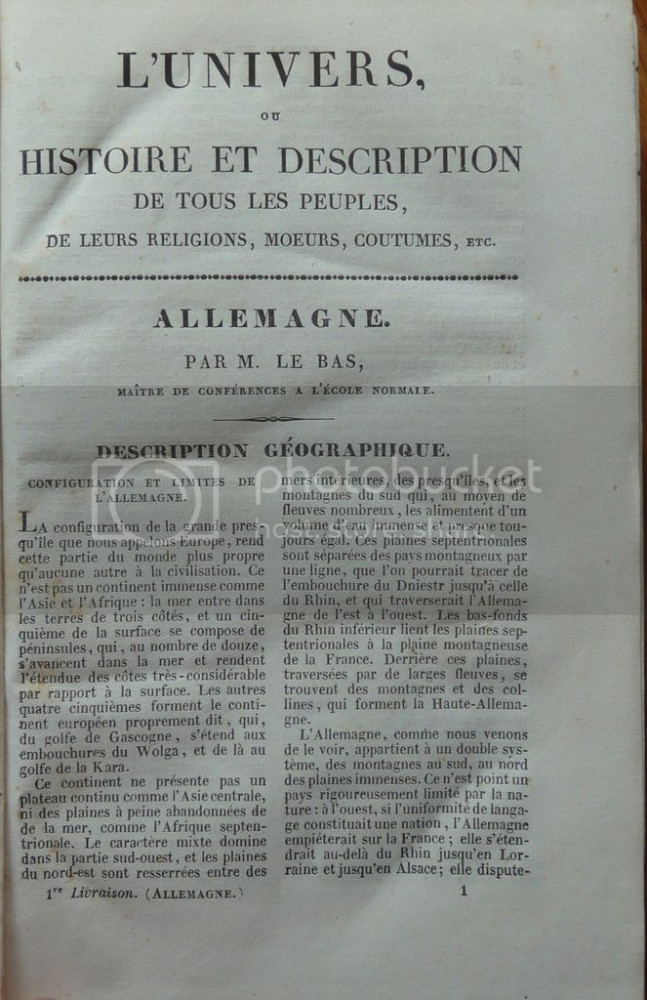 L'UNIVERS,
OU
HISTOIRE ET DESCRIPTION
DE TOUS LES PEUPLES,
DE LEURS RELIGIONS, MOEURS, COUTUMES, ETC.
ALLEMAGNE.
PAR M. LE BAS,
MAÎTRE DE CONFÉRENCES A L'ÉCOLE NORMALE.
DESCRIPTION GÉOGRAPHIQUE.
CONFIGURATION ET LIMITES DE
L'ALLEMAGNE.
LA configuration de la grande pres-
qu'île que nous appelons Europe, rend
cette partie du monde plus propre
qu'aucune autre à la civilisation. Ce
n'est pas un continent immense comme
l'Asie et l'Afrique : la mer entre dans
les terres de trois côtés, et un cin-
quième de la surface se compose de
péninsules, qui, au nombre de douze,
s'avancent dans la mer et rendent
l'étendue des côtes très-considérable
par rapport à la surface. Les autres
quatre cinquièmes forment le conti-
nent européen proprement dit, qui,
du golfe de Gascogne, s'étend aux
embouchures du Wolga, et de là au
golfe de la Kara.
Ce continent ne présente pas un
plateau continu comme l'Asie centrale,
ni des plaines à peine abandonnées de
de la mer, comme l'Afrique septen-
trionale. Le caractère mixte domine
dans la partie sud-ouest, et les plaines
du nord-est sont resserrées entre des
mers intérieures, des presqu'îles, et les
montagnes du sud qui, au moyen de
fleuves nombreux, les alimentent d'un
volume d'eau immense et presque tou-
jours égal. Ces plaines septentrionales
sont séparées des pays montagneux par
une ligne, que l'on pourrait tracer de
l'embouchure du Dniestr jusqu'à celle
du Rhin, et qui traverserait l'Allema-
gne de l'est à l'ouest. Les bas-fonds
du Rhin inférieur lient les plaines sep-
tentrionales à la plaine montagneuse
de la France. Derrière ces plaines,
traversées par de larges fleuves, se
trouvent des montagnes et des col-
lines, qui forment la Haute-Allema-
gne.
L'Allemagne, comme nous venons
de le voir, appartient à un double sys-
tème, des montagnes au sud, au nord
des plaines immenses. Ce n'est point un
pays rigoureusement limité par la na-
ture : à l'ouest, si l'uniformité de langa-
ge constituait une nation, l'Allemagne
empiéterait sur la France ; elle s'éten-
drait au-delà du Rhin jusqu'en Lor-
raine et jusqu'en Alsace; elle dispute-
1re Livraison. (ALLEMAGNE.)
1
photobucket